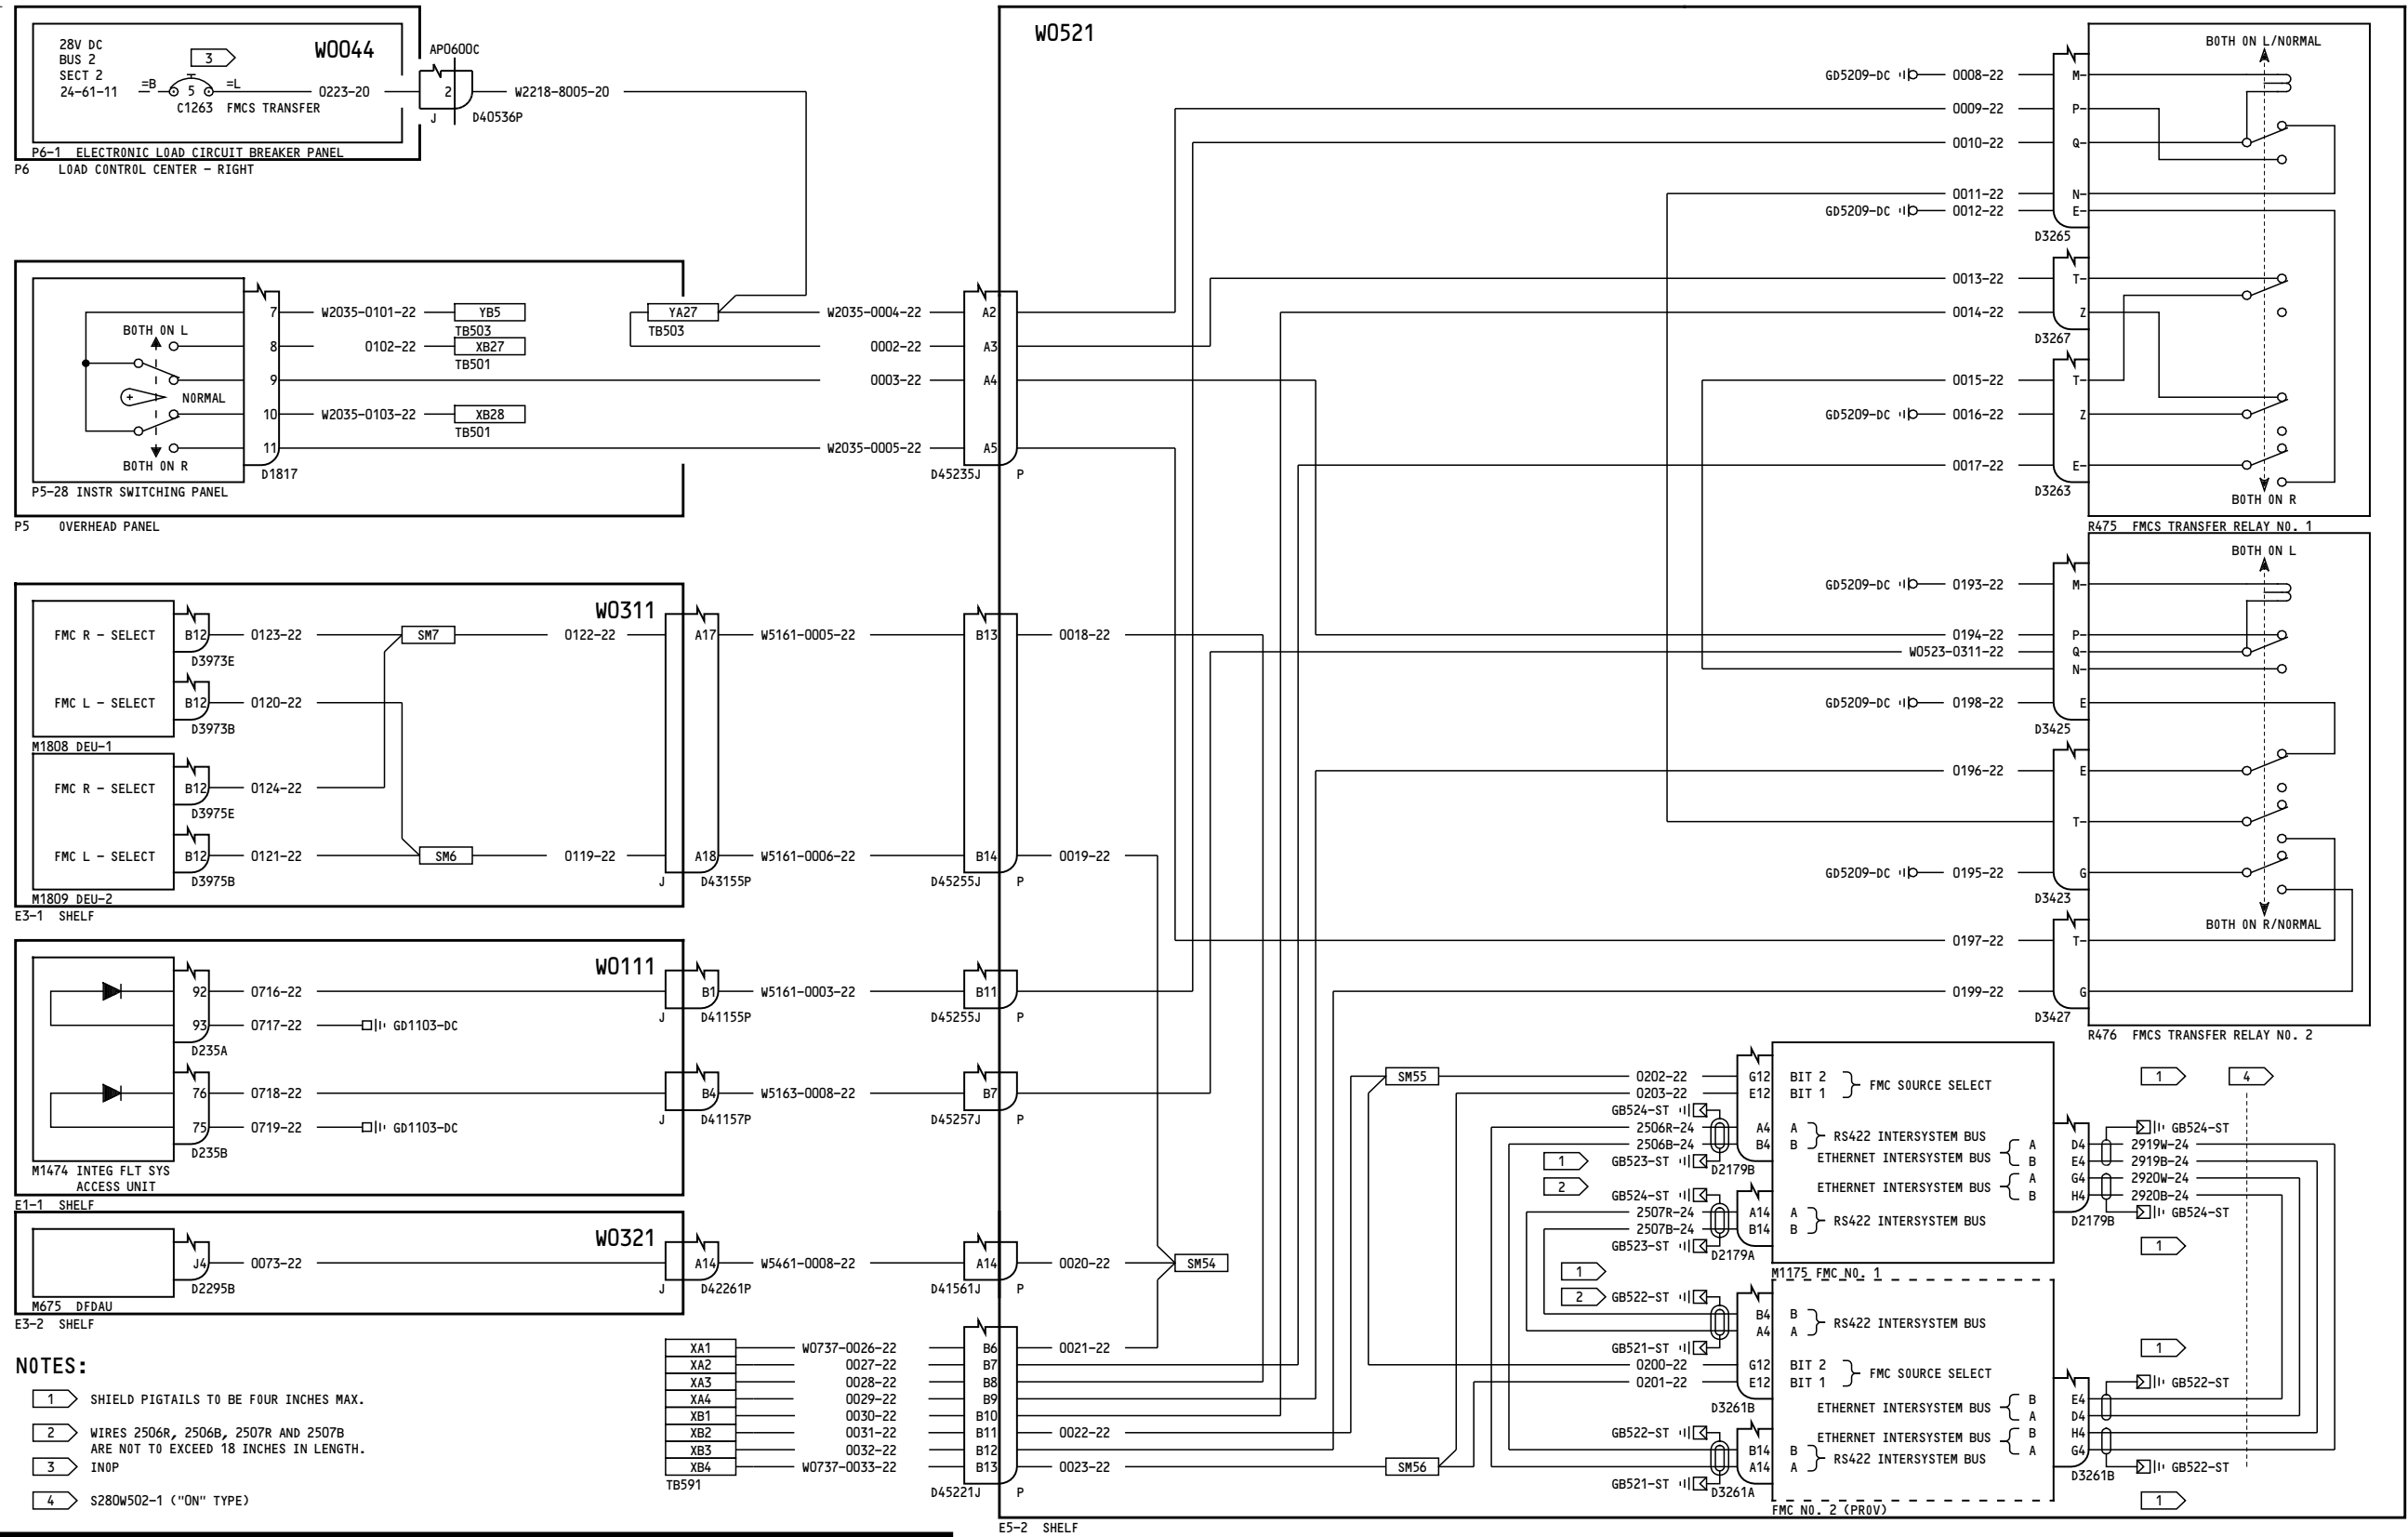 28V DC
BUS 2
SECT 2
24-61-11
=B
5
=L
3
C1263 FMCS TRANSFER
W0044
0223-20
AP0600C
2
J
D40536P
W2218-8005-20
P6-1 ELECTRONIC LOAD CIRCUIT BREAKER PANEL
P6 LOAD CONTROL CENTER - RIGHT
BOTH ON L
NORMAL
BOTH ON R
7 W2035-0101-22 YB5
TB503
8 0102-22 XB27
TB501
9 0003-22 A4
10 W2035-0103-22 XB28
TB501
11 W2035-0005-22 A5
D1817
YA27
TB503
W2035-0004-22 A2
0002-22 A3
D45235J P
P5-28 INSTR SWITCHING PANEL
P5 OVERHEAD PANEL
W0311
FMC R - SELECT B12 0123-22 SM7 0122-22 A17 W5161-0005-22 B13 0018-22
D3973E
FMC L - SELECT B12 0120-22
D3973B
M1808 DEU-1
FMC R - SELECT B12 0124-22
D3975E
FMC L - SELECT B12 0121-22 SM6 0119-22 A18 W5161-0006-22 B14 0019-22
D3975B
J D43155P D45255J P
M1809 DEU-2
E3-1 SHELF
W0111
92 0716-22 B1 W5161-0003-22 B11
93 0717-22 GD1103-DC
D235A
J D41155P D45255J P
76 0718-22 B4 W5163-0008-22 B7
75 0719-22 GD1103-DC
D235B
J D41157P D45257J P
M1474 INTEG FLT SYS
ACCESS UNIT
E1-1 SHELF
W0321
J4 0073-22 A14 W5461-0008-22 A14 0020-22 SM54
D2295B J D42261P D41561J P
M675 DFDAU
E3-2 SHELF
XA1 W0737-0026-22 B6 0021-22
XA2 0027-22 B7
XA3 0028-22 B8
XA4 0029-22 B9
XB1 0030-22 B10
XB2 0031-22 B11 0022-22
XB3 0032-22 B12
XB4 W0737-0033-22 B13 0023-22 SM56
TB591 D45221J P
NOTES:
1 SHIELD PIGTAILS TO BE FOUR INCHES MAX.
2 WIRES 2506R, 2506B, 2507R AND 2507B
ARE NOT TO EXCEED 18 INCHES IN LENGTH.
3 INOP
4 S280W502-1 ("ON" TYPE)
W0521
BOTH ON L/NORMAL
GD5209-DC 0008-22 M-
0009-22 P-
0010-22 Q-
0011-22 N-
GD5209-DC 0012-22 E-
D3265
0013-22 T-
0014-22 Z
D3267
0015-22 T-
GD5209-DC 0016-22 Z
0017-22 E-
D3263
BOTH ON R
R475 FMCS TRANSFER RELAY NO. 1
BOTH ON L
GD5209-DC 0193-22 M-
0194-22 P-
W0523-0311-22 Q-
N-
GD5209-DC 0198-22 E
D3425
0196-22 E
T-
GD5209-DC 0195-22 G
D3423
BOTH ON R/NORMAL
0197-22 T-
0199-22 G
D3427
R476 FMCS TRANSFER RELAY NO. 2
SM55 0202-22 G12 BIT 2
0203-22 E12 BIT 1
FMC SOURCE SELECT
1 4
GB524-ST
2506R-24 A4 A
2506B-24 B4 B
RS422 INTERSYSTEM BUS
1 GB523-ST D2179B
2
GB524-ST
2507R-24 A14 A
2507B-24 B14 B
RS422 INTERSYSTEM BUS
GB523-ST D2179A
ETHERNET INTERSYSTEM BUS
A D4 2919W-24
B E4 2919B-24
GB524-ST
ETHERNET INTERSYSTEM BUS
A G4 2920W-24
B H4 2920B-24
D2179B GB524-ST
1
M1175 FMC NO. 1
1
2 GB522-ST
B4 B
A4 A
RS422 INTERSYSTEM BUS
GB521-ST
0200-22 G12 BIT 2
0201-22 E12 BIT 1
FMC SOURCE SELECT
D3261B
1
GB522-ST
ETHERNET INTERSYSTEM BUS
B E4
A D4
ETHERNET INTERSYSTEM BUS
B H4
A G4
D3261B GB522-ST
GB522-ST
B14 B
A14 A
RS422 INTERSYSTEM BUS
GB521-ST D3261A
1
FMC NO. 2 (PROV)
E5-2 SHELF